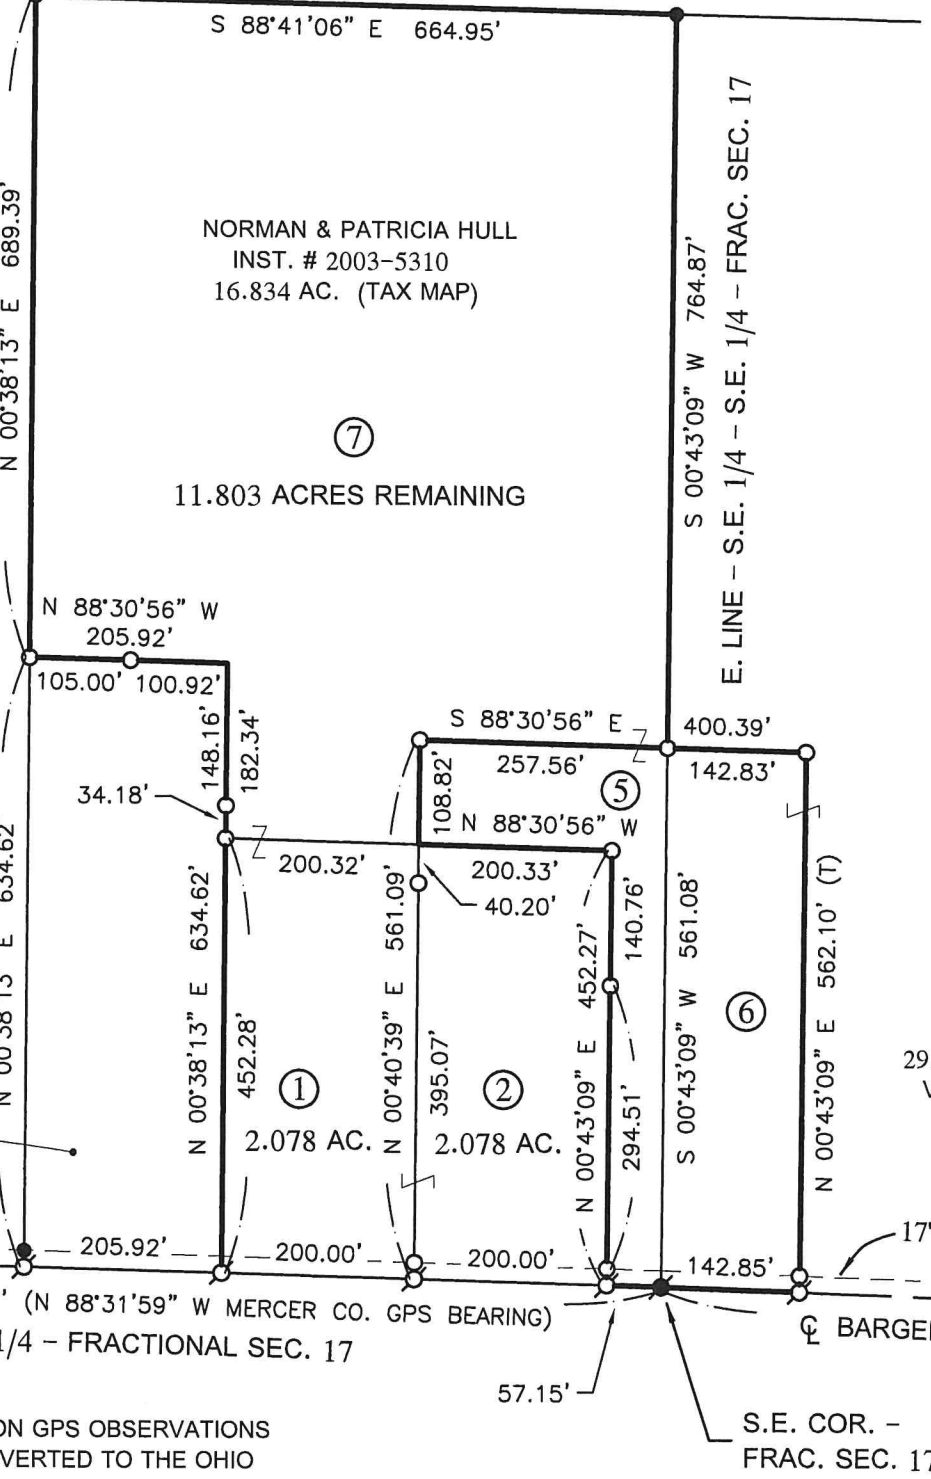 S 88°41'06" E 664.95'
N 00°38'13" E 689.39'
NORMAN & PATRICIA HULL
INST. # 2003-5310
16.834 AC. (TAX MAP)
7
11.803 ACRES REMAINING
S 00°43'09" W 764.87'
E. LINE - S.E. 1/4 - S.E. 1/4 - FRAC. SEC. 17
N 88°30'56" W
205.92'
105.00' 100.92'
148.16'
182.34'
34.18'
S 88°30'56" E
400.39'
257.56'
142.83'
5
108.82'
N 88°30'56" W
200.32'
200.33'
40.20'
N 00°38'13" E 634.62
N 00°38'13" E 634.62'
452.28'
N 00°40'39" E 561.09'
395.07'
N 00°43'09" E 452.27'
140.76'
294.51'
S 00°43'09" W 561.08'
N 00°43'09" E 562.10' (T)
6
1
2.078 AC.
2
2.078 AC.
29
17'
205.92'
200.00'
200.00'
142.85'
' (N 88°31'59" W MERCER CO. GPS BEARING)
1/4 - FRACTIONAL SEC. 17
℄ BARGE
57.15'
S.E. COR. -
FRAC. SEC. 17
ON GPS OBSERVATIONS
VERTED TO THE OHIO